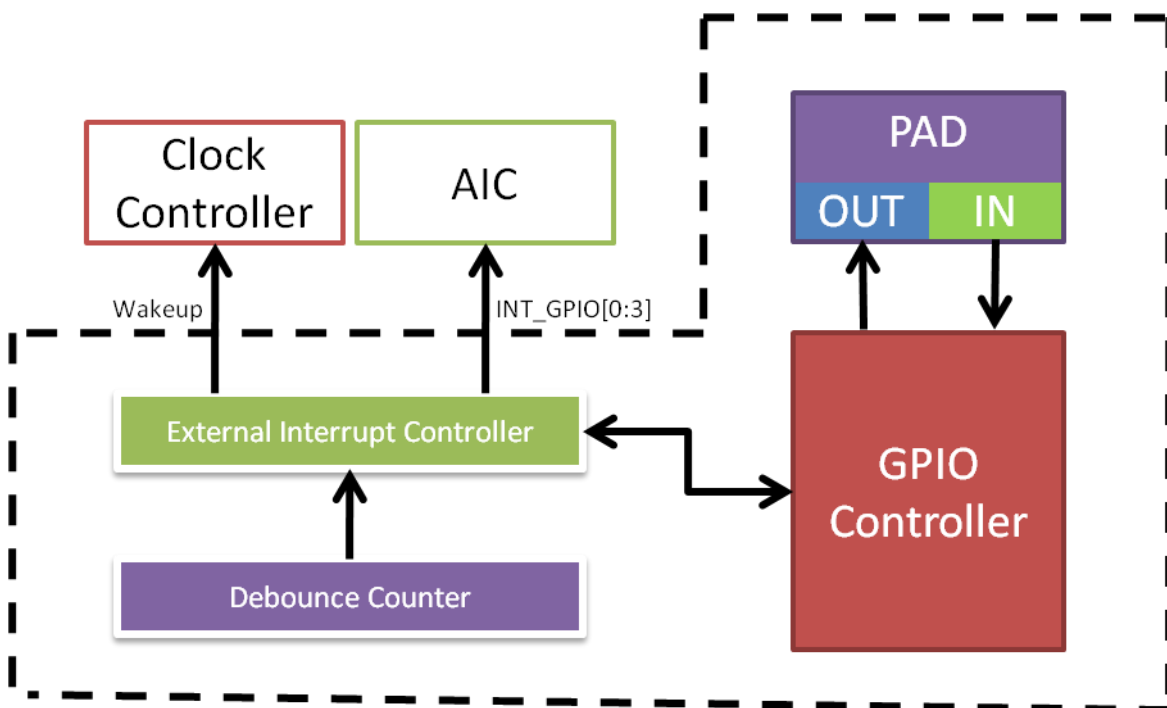 PAD
Clock
Controller
AIC
OUT
IN
Wakeup
INT_GPIO[0:3]
External Interrupt Controller
GPIO
Controller
Debounce Counter